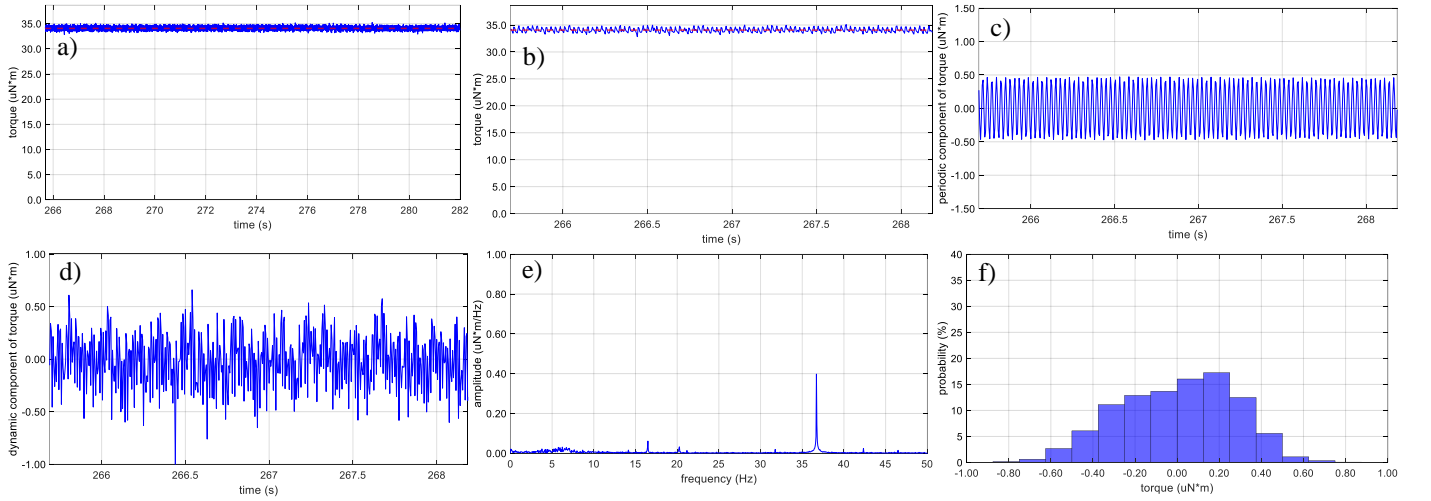 a)
torque (uN*m)
35.0
30.0
25.0
20.0
15.0
10.0
5.0
0.0
266 268 270 272 274 276 278 280 282
time (s)
b)
torque (uN*m)
35.0
30.0
25.0
20.0
15.0
10.0
5.0
0.0
266 266.5 267 267.5 268
time (s)
c)
periodic component of torque (uN*m)
1.50
1.00
0.50
0.00
-0.50
-1.00
-1.50
266 266.5 267 267.5 268
time (s)
d)
dynamic component of torque (uN*m)
1.00
0.50
0.00
-0.50
-1.00
266 266.5 267 267.5 268
time (s)
e)
amplitude (uN*m/Hz)
1.00
0.80
0.60
0.40
0.20
0.00
0 5 10 15 20 25 30 35 40 45 50
frequency (Hz)
f)
probability (%)
40
35
30
25
20
15
10
5
0
-1.00 -0.80 -0.60 -0.40 -0.20 0.00 0.20 0.40 0.60 0.80 1.00
torque (uN*m)